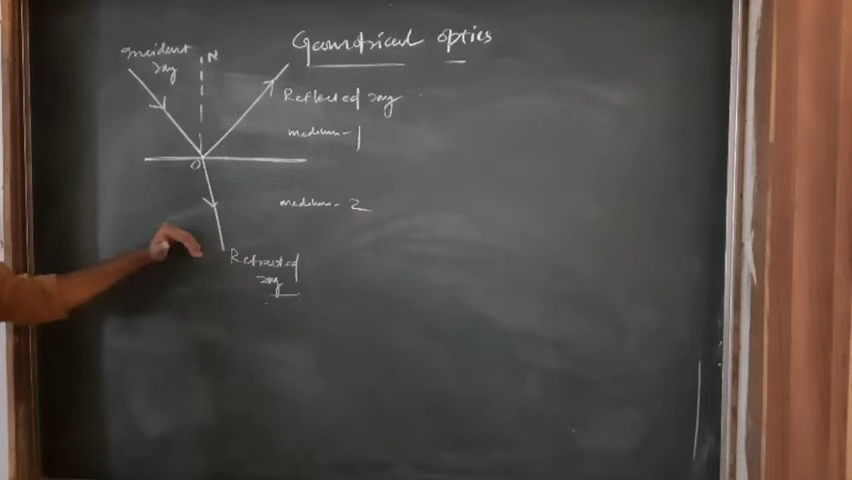 Geometrical optics
Incident
ray
N
Reflected ray
medium-1
O
medium-2
Refracted
ray